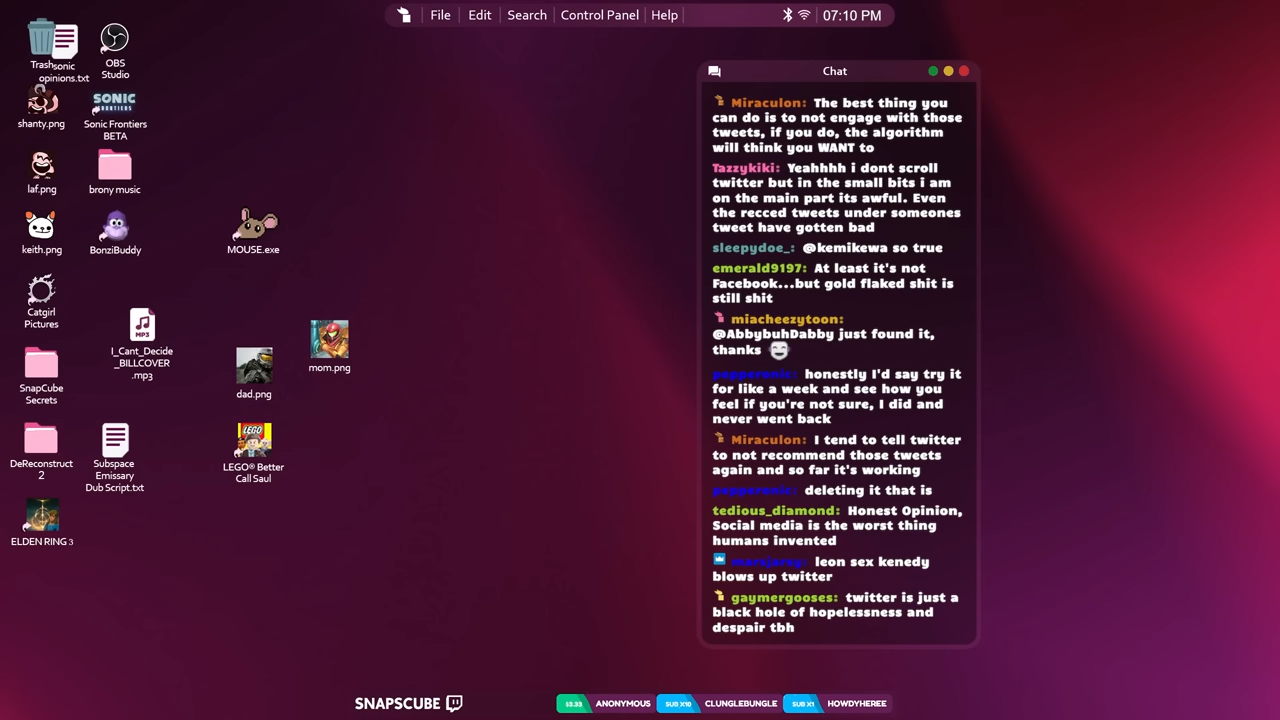 File Edit Search Control Panel Help 07:10 PM
Trash
sonic
opinions.txt
OBS
Studio
shanty.png
SONIC
FRONTIERS
Sonic Frontiers
BETA
laf.png
brony music
keith.png
BonziBuddy
MOUSE.exe
Catgirl
Pictures
MP3
I_Cant_Decide
_BILLCOVER
.mp3
mom.png
SnapCube
Secrets
dad.png
DeReconstruct
2
Subspace
Emissary
Dub Script.txt
LEGO
LEGO® Better
Call Saul
ELDEN RING 3
Chat
Miraculon: The best thing you
can do is to not engage with those
tweets, if you do, the algorithm
will think you WANT to
Tazzykiki: Yeahhhh i dont scroll
twitter but in the small bits i am
on the main part its awful. Even
the recced tweets under someones
tweet have gotten bad
sleepydoe_: @kemikewa so true
emerald9197: At least it's not
Facebook...but gold flaked shit is
still shit
miacheezytoon:
@AbbybuhDabby just found it,
thanks
pepperonic: honestly I'd say try it
for like a week and see how you
feel if you're not sure, I did and
never went back
Miraculon: I tend to tell twitter
to not recommend those tweets
again and so far it's working
pepperonic: deleting it that is
tedious_diamond: Honest Opinion,
Social media is the worst thing
humans invented
leon sex kenedy
blows up twitter
gaymergooses: twitter is just a
black hole of hopelessness and
despair tbh
SNAPSCUBE
$3.33 ANONYMOUS SUB X10 CLUNGLEBUNGLE SUB X1 HOWDYHEREE